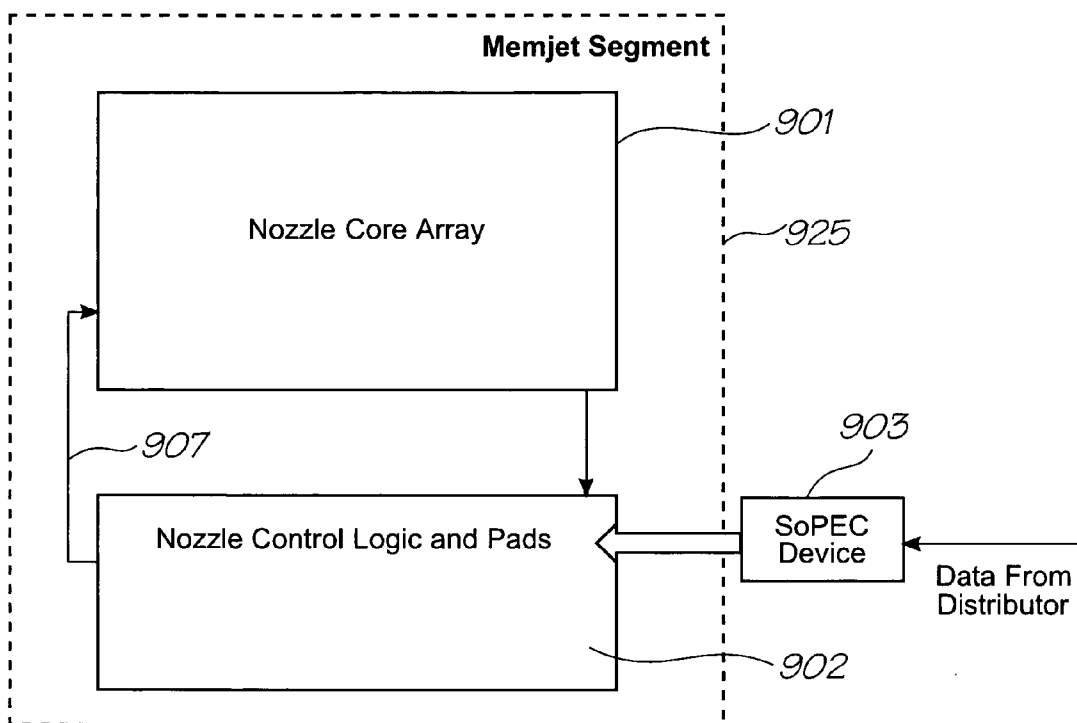 Memjet Segment
901
Nozzle Core Array
925
903
907
SoPEC
Device
Nozzle Control Logic and Pads
Data From
Distributor
902